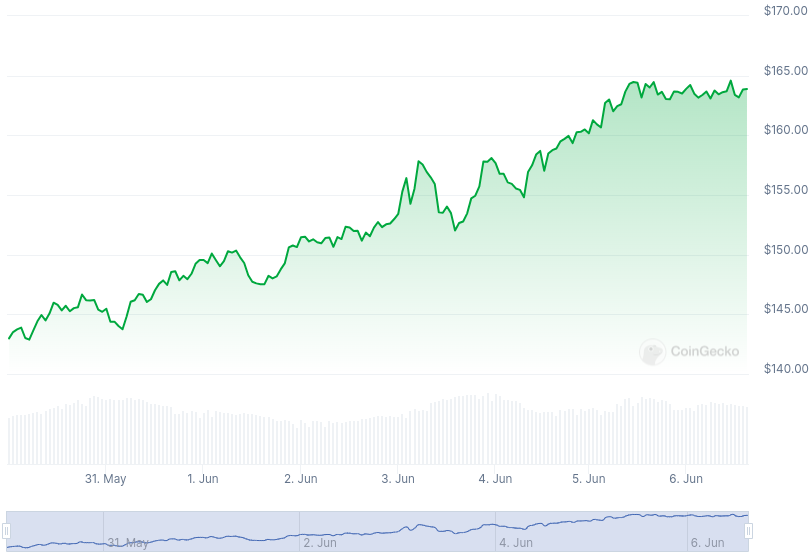 $170.00
$165.00
$160.00
$155.00
$150.00
$145.00
CoinGecko
$140.00
31. May 1. Jun 2. Jun 3. Jun 4. Jun 5. Jun 6. Jun
31. May 2. Jun 4. Jun 6. Jun